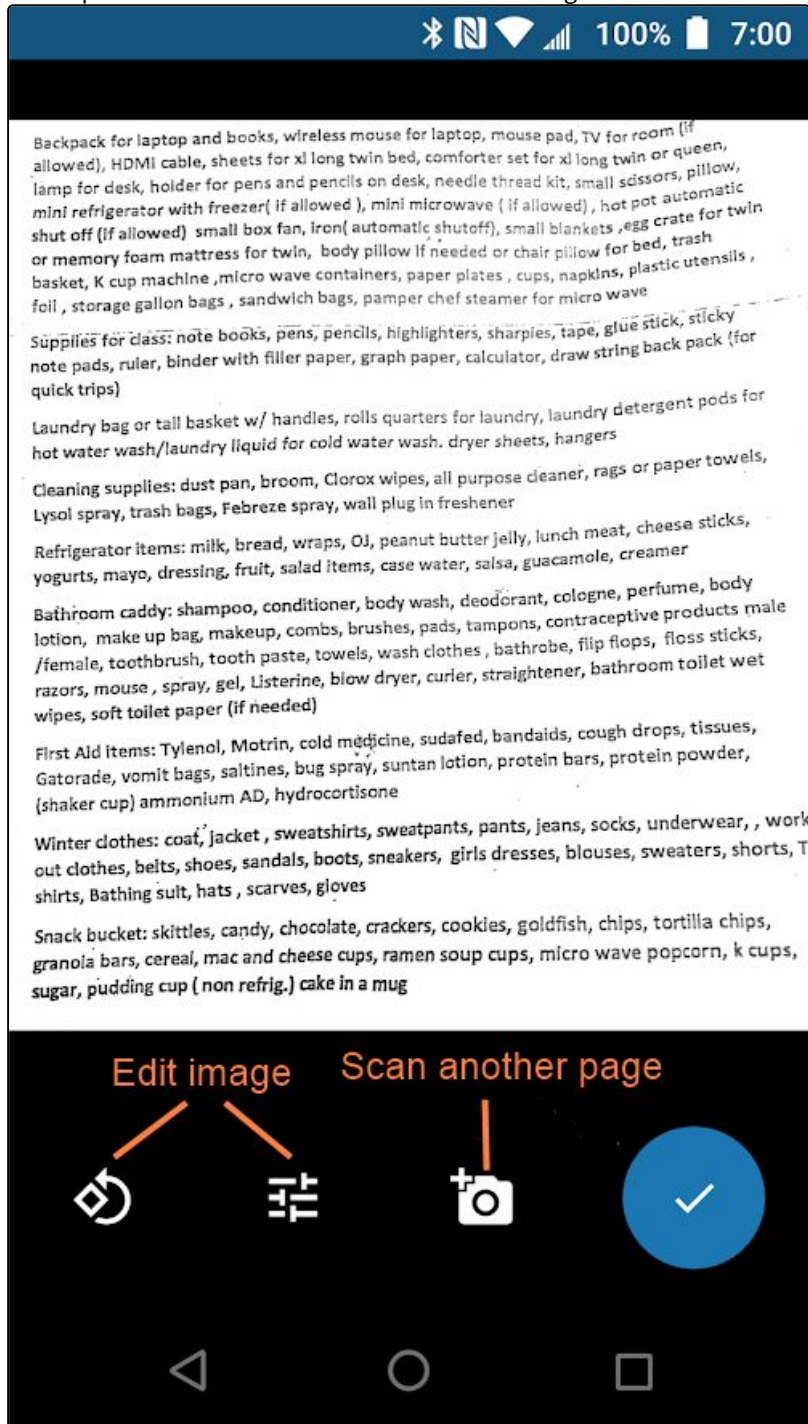 100% 7:00
Backpack for laptop and books, wireless mouse for laptop, mouse pad, TV for room (if
allowed), HDMI cable, sheets for xl long twin bed, comforter set for xl long twin or queen,
lamp for desk, holder for pens and pencils on desk, needle thread kit, small scissors, pillow,
mini refrigerator with freezer( if allowed ), mini microwave ( if allowed) , hot pot automatic
shut off (if allowed) small box fan, iron( automatic shutoff), small blankets ,egg crate for twin
or memory foam mattress for twin, body pillow if needed or chair pillow for bed, trash
basket, K cup machine ,micro wave containers, paper plates , cups, napkins, plastic utensils ,
foil , storage gallon bags , sandwich bags, pamper chef steamer for micro wave
Supplies for class: note books, pens, pencils, highlighters, sharpies, tape, glue stick, sticky
note pads, ruler, binder with filler paper, graph paper, calculator, draw string back pack (for
quick trips)
Laundry bag or tall basket w/ handles, rolls quarters for laundry, laundry detergent pods for
hot water wash/laundry liquid for cold water wash. dryer sheets, hangers
Cleaning supplies: dust pan, broom, Clorox wipes, all purpose cleaner, rags or paper towels,
Lysol spray, trash bags, Febreze spray, wall plug in freshener
Refrigerator items: milk, bread, wraps, OJ, peanut butter jelly, lunch meat, cheese sticks,
yogurts, mayo, dressing, fruit, salad items, case water, salsa, guacamole, creamer
Bathroom caddy: shampoo, conditioner, body wash, deodorant, cologne, perfume, body
lotion, make up bag, makeup, combs, brushes, pads, tampons, contraceptive products male
/female, toothbrush, tooth paste, towels, wash clothes , bathrobe, flip flops, floss sticks,
razors, mouse , spray, gel, Listerine, blow dryer, curler, straightener, bathroom toilet wet
wipes, soft toilet paper (if needed)
First Aid items: Tylenol, Motrin, cold medicine, sudafed, bandaids, cough drops, tissues,
Gatorade, vomit bags, saltines, bug spray, suntan lotion, protein bars, protein powder,
(shaker cup) ammonium AD, hydrocortisone
Winter clothes: coat, jacket , sweatshirts, sweatpants, pants, jeans, socks, underwear, , work
out clothes, belts, shoes, sandals, boots, sneakers, girls dresses, blouses, sweaters, shorts, T
shirts, Bathing suit, hats , scarves, gloves
Snack bucket: skittles, candy, chocolate, crackers, cookies, goldfish, chips, tortilla chips,
granola bars, cereal, mac and cheese cups, ramen soup cups, micro wave popcorn, k cups,
sugar, pudding cup ( non refrig.) cake in a mug
Edit image Scan another page